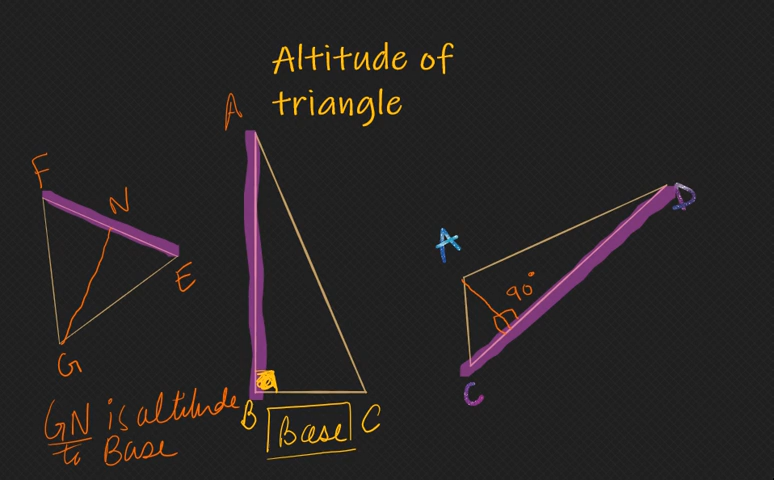 Altitude of
triangle
F
N
E
G
GN is altitude
to Base
A
B
C
Base
A
90°
D
C